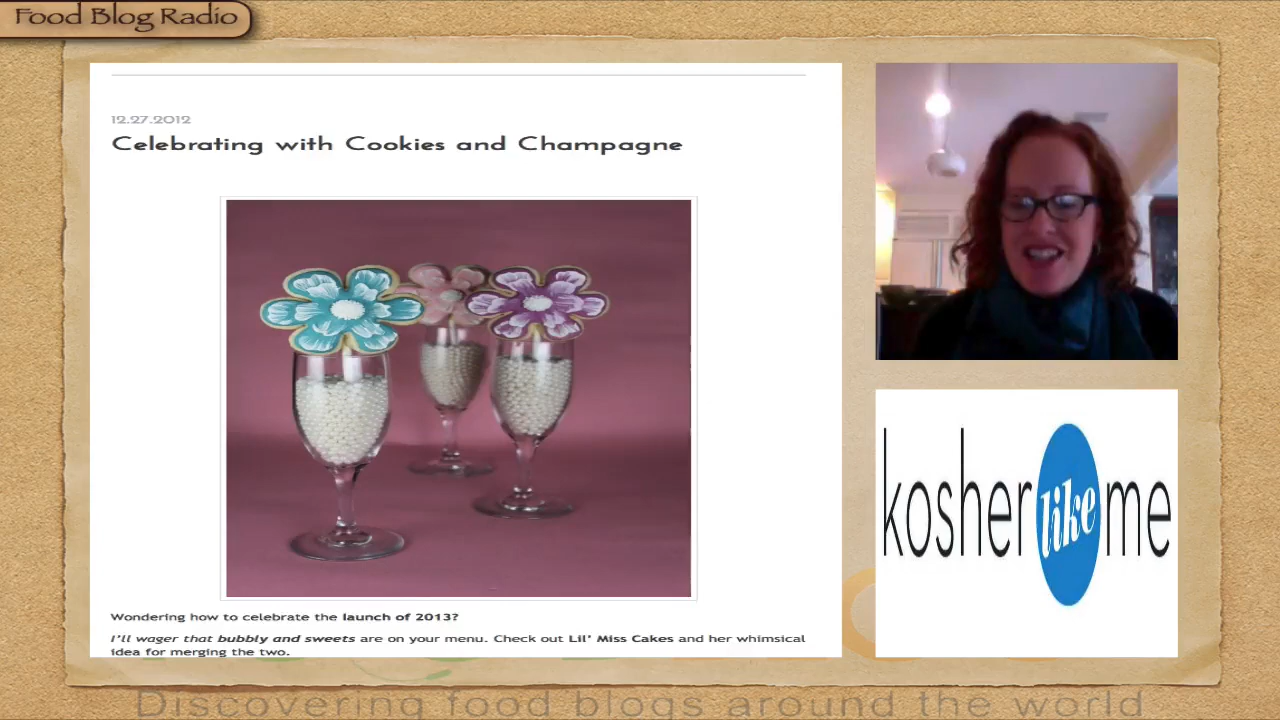 Food Blog Radio
12.27.2012
Celebrating with Cookies and Champagne
Wondering how to celebrate the launch of 2013?
I'll wager that bubbly and sweets are on your menu. Check out Lil' Miss Cakes and her whimsical
idea for merging the two.
kosher like me
Discovering food blogs around the world